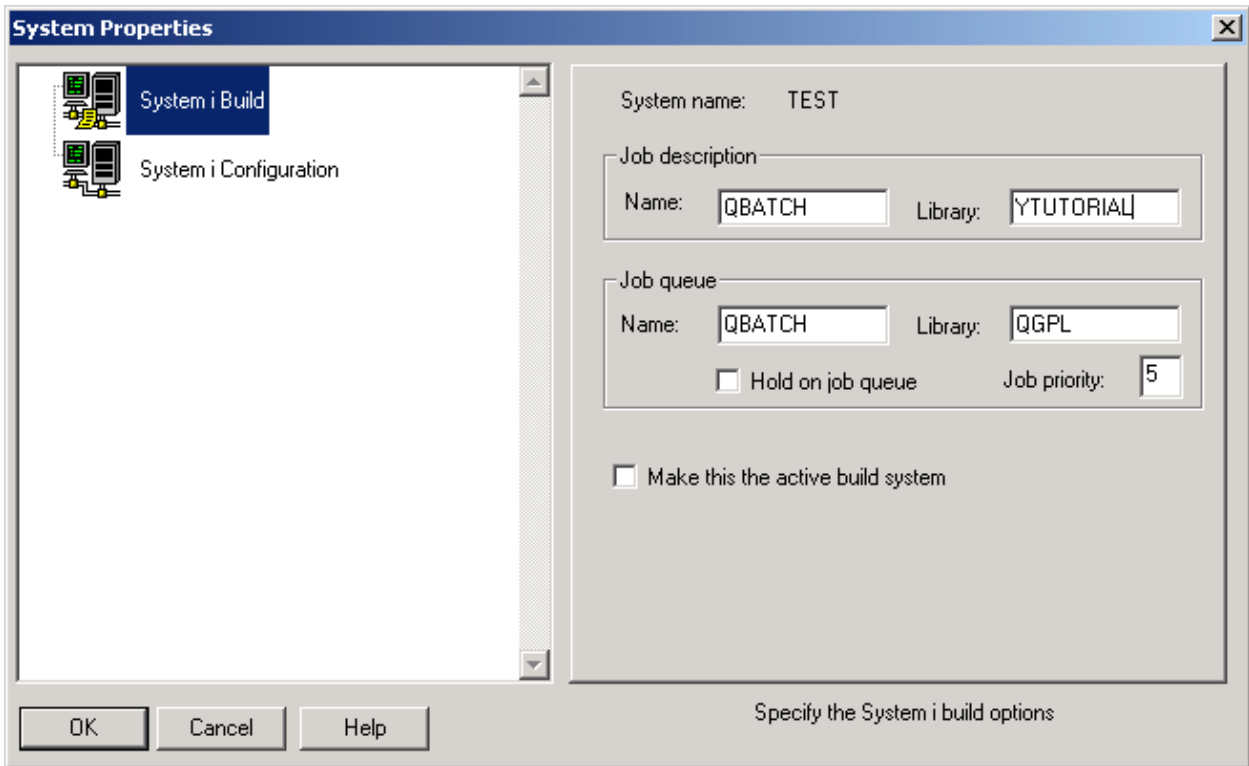 System Properties
System i Build
System i Configuration
System name: TEST
Job description
Name: QBATCH Library: YTUTORIAL
Job queue
Name: QBATCH Library: QGPL
Hold on job queue Job priority: 5
Make this the active build system
OK Cancel Help
Specify the System i build options